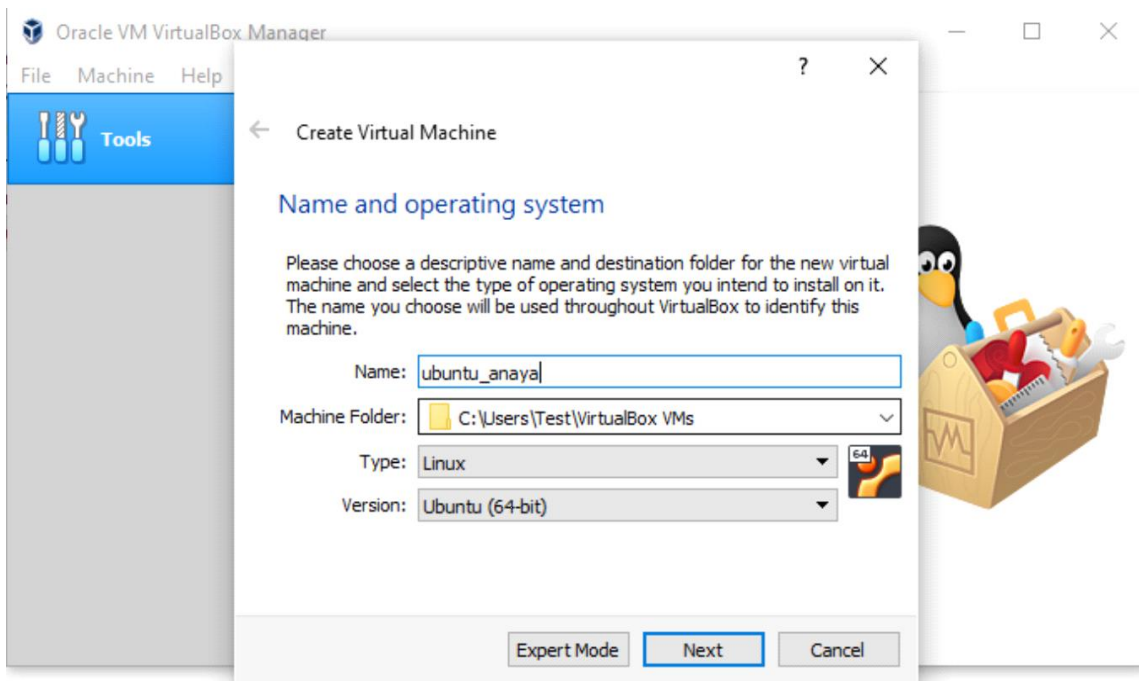 Oracle VM VirtualBox Manager
File Machine Help
Tools
?
Create Virtual Machine
Name and operating system
Please choose a descriptive name and destination folder for the new virtual
machine and select the type of operating system you intend to install on it.
The name you choose will be used throughout VirtualBox to identify this
machine.
Name: ubuntu_anaya
Machine Folder: C:\Users\Test\VirtualBox VMs
Type: Linux
64
Version: Ubuntu (64-bit)
Expert Mode Next Cancel